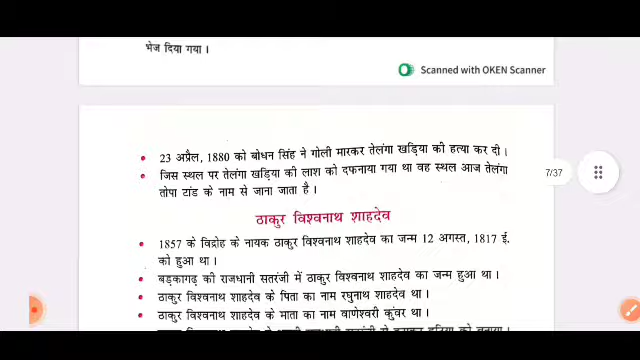 भेज दिया गया ।
Scanned with OKEN Scanner
23 अप्रैल, 1880 को बोधन सिंह ने गोली मारकर तेलंगा खड़िया की हत्या कर दी ।
जिस स्थल पर तेलंगा खड़िया की लाश को दफनाया गया था वह स्थल आज तेलंगा
7/37
तोपा टांड के नाम से जाना जाता है ।
ठाकुर विश्वनाथ शाहदेव
1857 के विद्रोह के नायक ठाकुर विश्वनाथ शाहदेव का जन्म 12 अगस्त, 1817 ई.
को हुआ था ।
बड़कागढ़ की राजधानी सतरंजी में ठाकुर विश्वनाथ शाहदेव का जन्म हुआ था ।
ठाकुर विश्वनाथ शाहदेव के पिता का नाम रघुनाथ शाहदेव था ।
ठाकुर विश्वनाथ शाहदेव के माता का नाम वाणेश्वरी कुंवर था ।